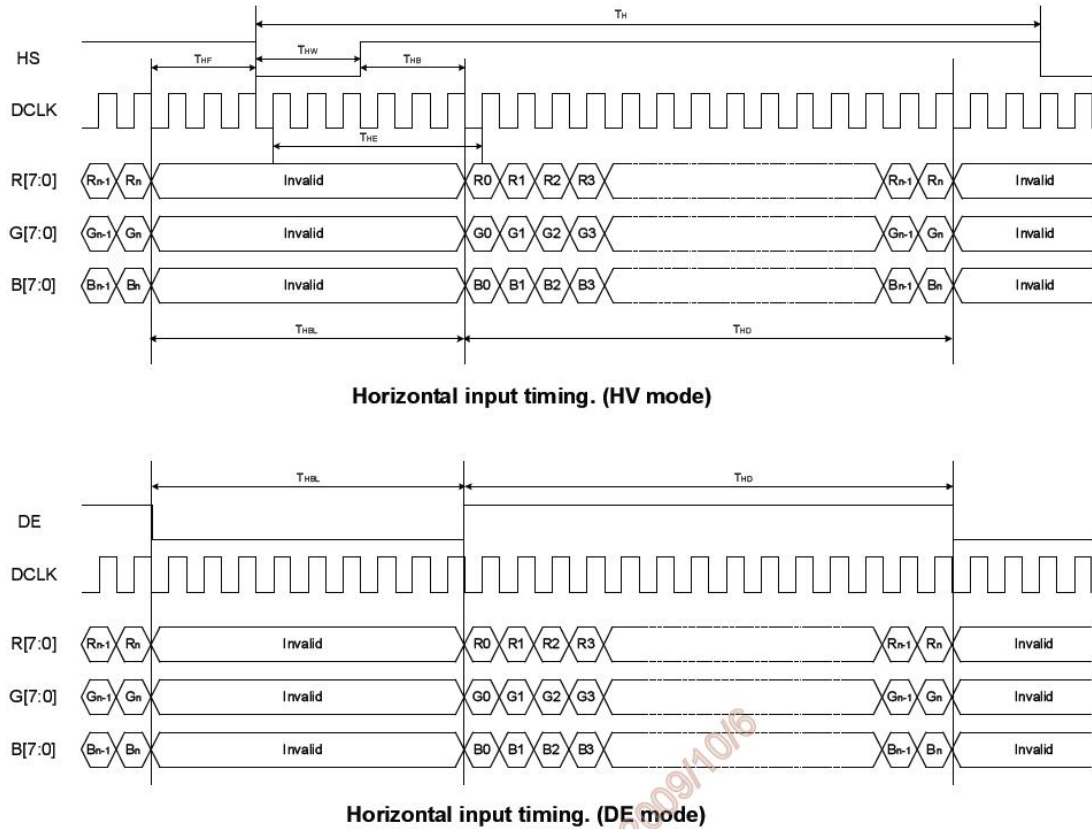 TH
HS
THF
THW
THB
DCLK
THE
R[7:0]
Rn-1 Rn Invalid R0 R1 R2 R3 Rn-1 Rn Invalid
G[7:0]
Gn-1 Gn Invalid G0 G1 G2 G3 Gn-1 Gn Invalid
B[7:0]
Bn-1 Bn Invalid B0 B1 B2 B3 Bn-1 Bn Invalid
THBL THD
Horizontal input timing. (HV mode)
THBL THD
DE
DCLK
R[7:0]
Rn-1 Rn Invalid R0 R1 R2 R3 Rn-1 Rn Invalid
G[7:0]
Gn-1 Gn Invalid G0 G1 G2 G3 Gn-1 Gn Invalid
B[7:0]
Bn-1 Bn Invalid B0 B1 B2 B3 Bn-1 Bn Invalid
2009/10/6
Horizontal input timing. (DE mode)